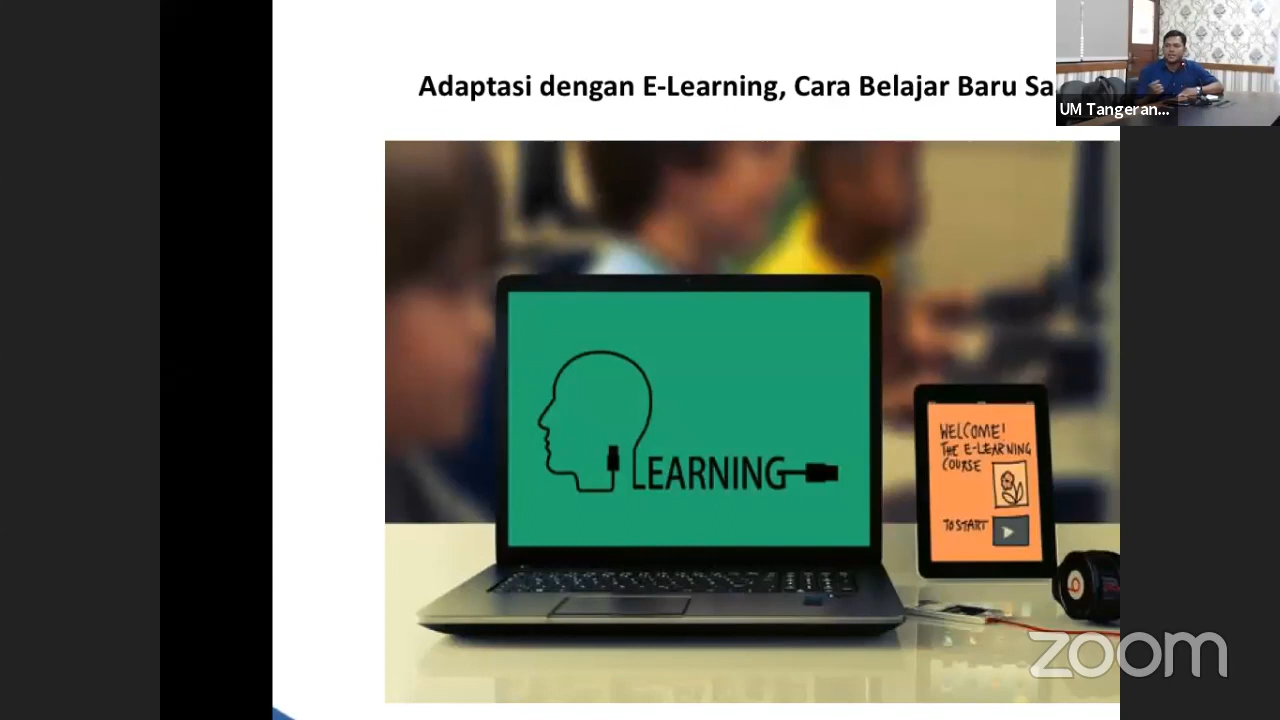 Adaptasi dengan E-Learning, Cara Belajar Baru Sa
UM Tangeran...
LEARNING
WELCOME!
THE E-LEARNING
COURSE
TO START
zoom